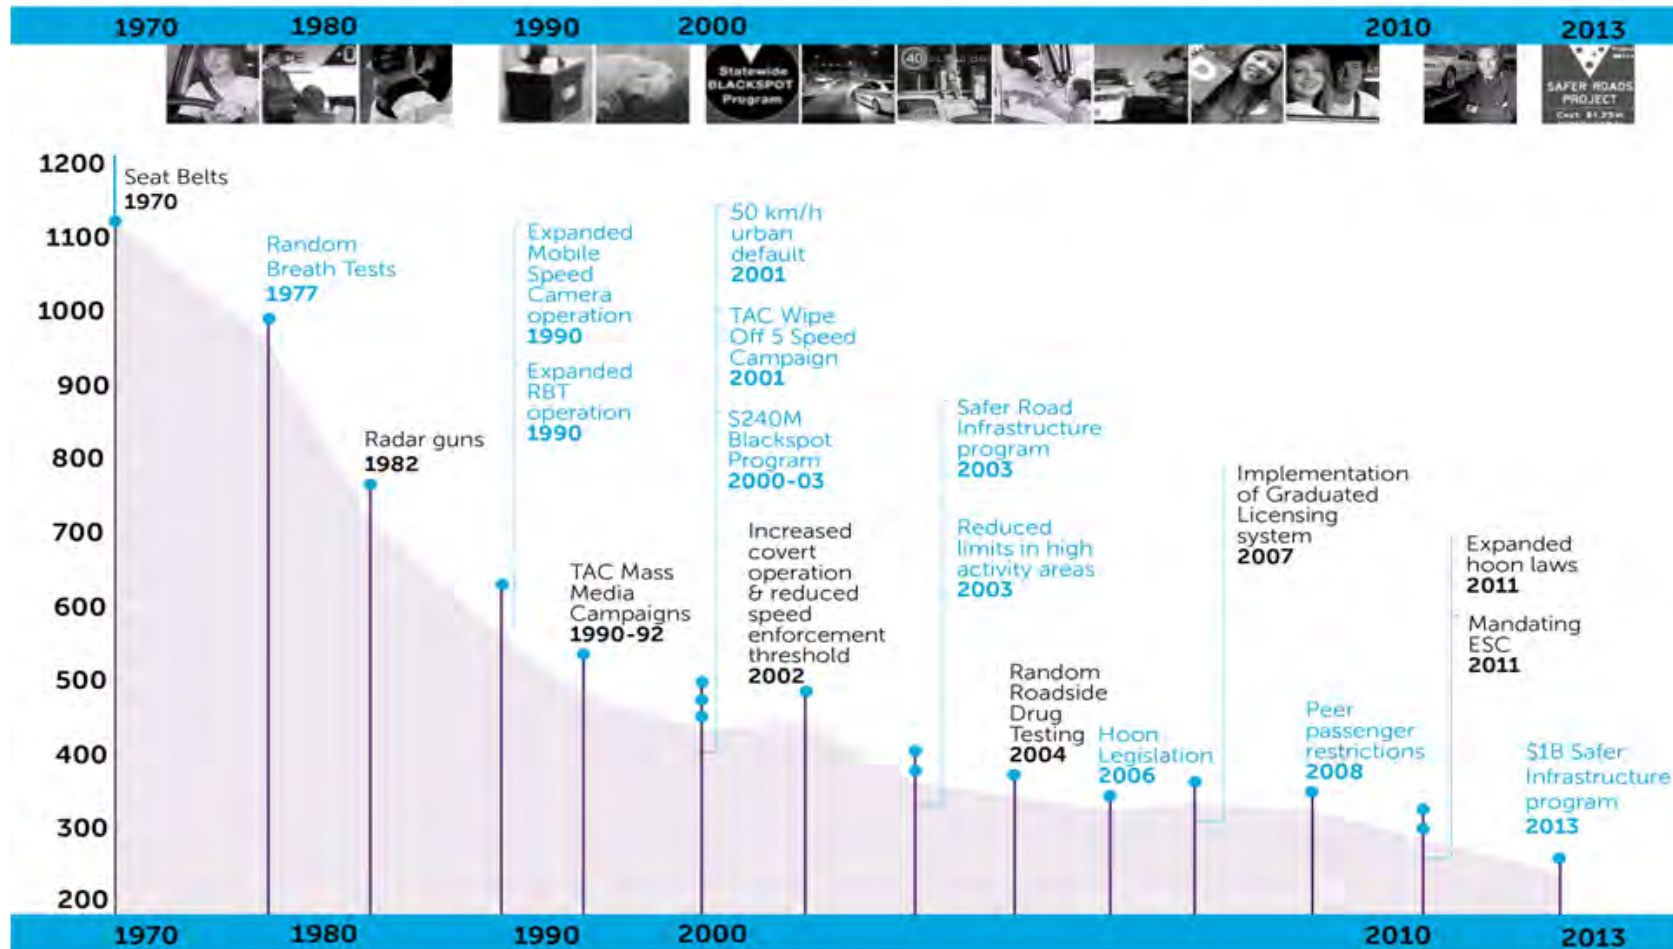 1970 1980 1990 2000 2010 2013
Statewide
BLACKSPOT
Program
40
SAFER ROADS
PROJECT
Cost: $1.25m
1200
1100
1000
900
800
700
600
500
400
300
200
Seat Belts
1970
Random
Breath Tests
1977
Radar guns
1982
Expanded
Mobile
Speed
Camera
operation
1990
Expanded
RBT
operation
1990
TAC Mass
Media
Campaigns
1990-92
50 km/h
urban
default
2001
TAC Wipe
Off 5 Speed
Campaign
2001
$240M
Blackspot
Program
2000-03
Increased
covert
operation
& reduced
speed
enforcement
threshold
2002
Safer Road
Infrastructure
program
2003
Reduced
limits in high
activity areas
2003
Random
Roadside
Drug
Testing
2004
Hoon
Legislation
2006
Implementation
of Graduated
Licensing
system
2007
Peer
passenger
restrictions
2008
Expanded
hoon laws
2011
Mandating
ESC
2011
$1B Safer
Infrastructure
program
2013
1970 1980 1990 2000 2010 2013